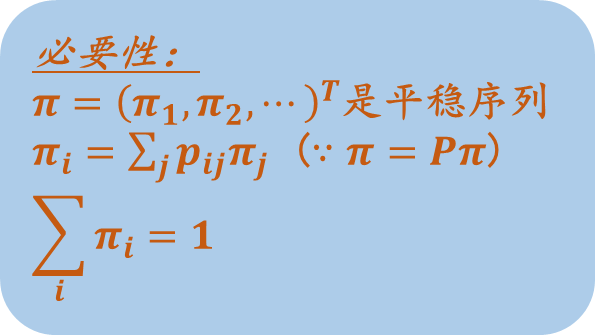 必要性：
π = (π₁, π₂, ⋯)ᵀ是平稳序列
πᵢ = ∑ⱼ pᵢⱼπⱼ（∵ π = Pπ）
∑ᵢ πᵢ = 1